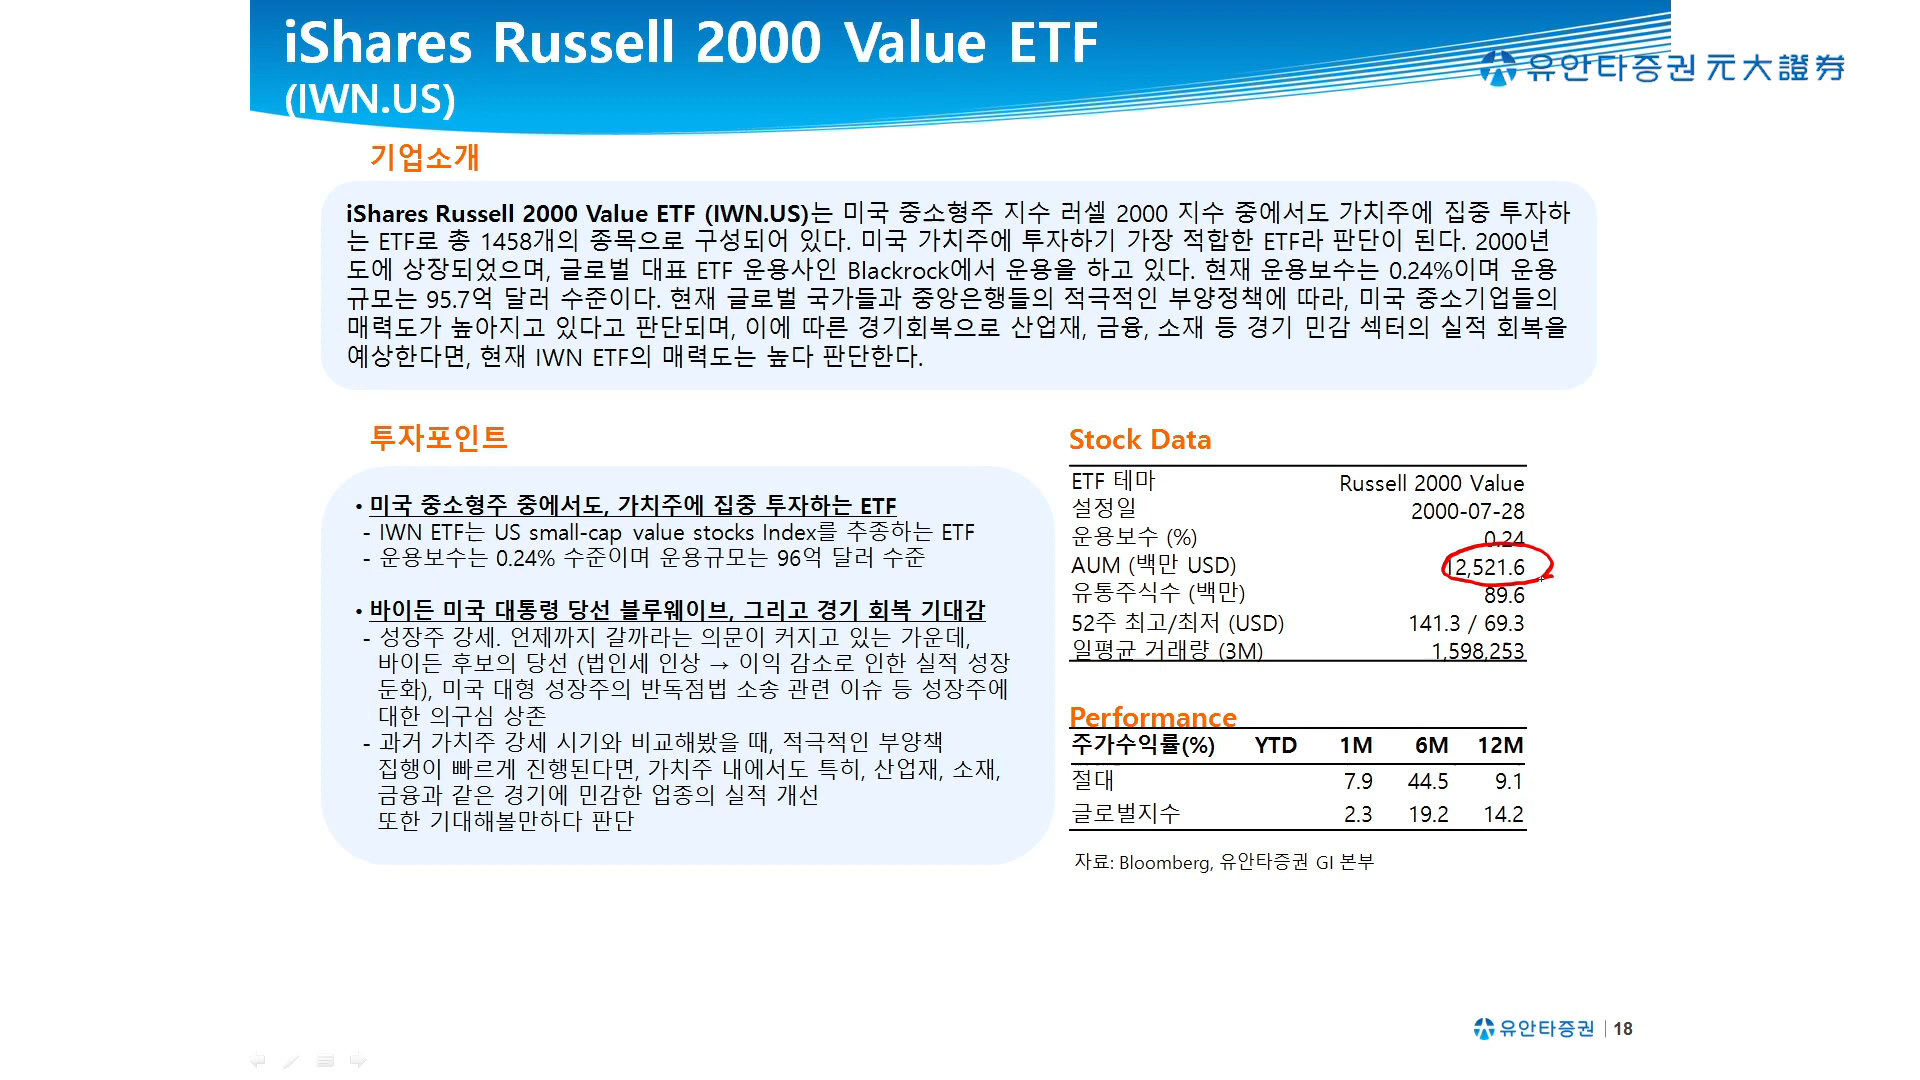 iShares Russell 2000 Value ETF
(IWN.US)
유안타증권 元大證券
기업소개
iShares Russell 2000 Value ETF (IWN.US)는 미국 중소형주 지수 러셀 2000 지수 중에서도 가치주에 집중 투자하
는 ETF로 총 1458개의 종목으로 구성되어 있다. 미국 가치주에 투자하기 가장 적합한 ETF라 판단이 된다. 2000년
도에 상장되었으며, 글로벌 대표 ETF 운용사인 Blackrock에서 운용을 하고 있다. 현재 운용보수는 0.24%이며 운용
규모는 95.7억 달러 수준이다. 현재 글로벌 국가들과 중앙은행들의 적극적인 부양정책에 따라, 미국 중소기업들의
매력도가 높아지고 있다고 판단되며, 이에 따른 경기회복으로 산업재, 금융, 소재 등 경기 민감 섹터의 실적 회복을
예상한다면, 현재 IWN ETF의 매력도는 높다 판단한다.
투자포인트
• 미국 중소형주 중에서도, 가치주에 집중 투자하는 ETF
- IWN ETF는 US small-cap value stocks Index를 추종하는 ETF
- 운용보수는 0.24% 수준이며 운용규모는 96억 달러 수준
• 바이든 미국 대통령 당선 블루웨이브, 그리고 경기 회복 기대감
- 성장주 강세. 언제까지 갈까라는 의문이 커지고 있는 가운데,
바이든 후보의 당선 (법인세 인상 → 이익 감소로 인한 실적 성장
둔화), 미국 대형 성장주의 반독점법 소송 관련 이슈 등 성장주에
대한 의구심 상존
- 과거 가치주 강세 시기와 비교해봤을 때, 적극적인 부양책
집행이 빠르게 진행된다면, 가치주 내에서도 특히, 산업재, 소재,
금융과 같은 경기에 민감한 업종의 실적 개선
또한 기대해볼만하다 판단
Stock Data
ETF 테마 Russell 2000 Value
설정일 2000-07-28
운용보수 (%) 0.24
AUM (백만 USD) 12,521.6
유통주식수 (백만) 89.6
52주 최고/최저 (USD) 141.3 / 69.3
일평균 거래량 (3M) 1,598,253
Performance
주가수익률(%) YTD 1M 6M 12M
절대 7.9 44.5 9.1
글로벌지수 2.3 19.2 14.2
자료: Bloomberg, 유안타증권 GI 본부
유안타증권 | 18